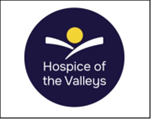 Hospice of
the Valleys